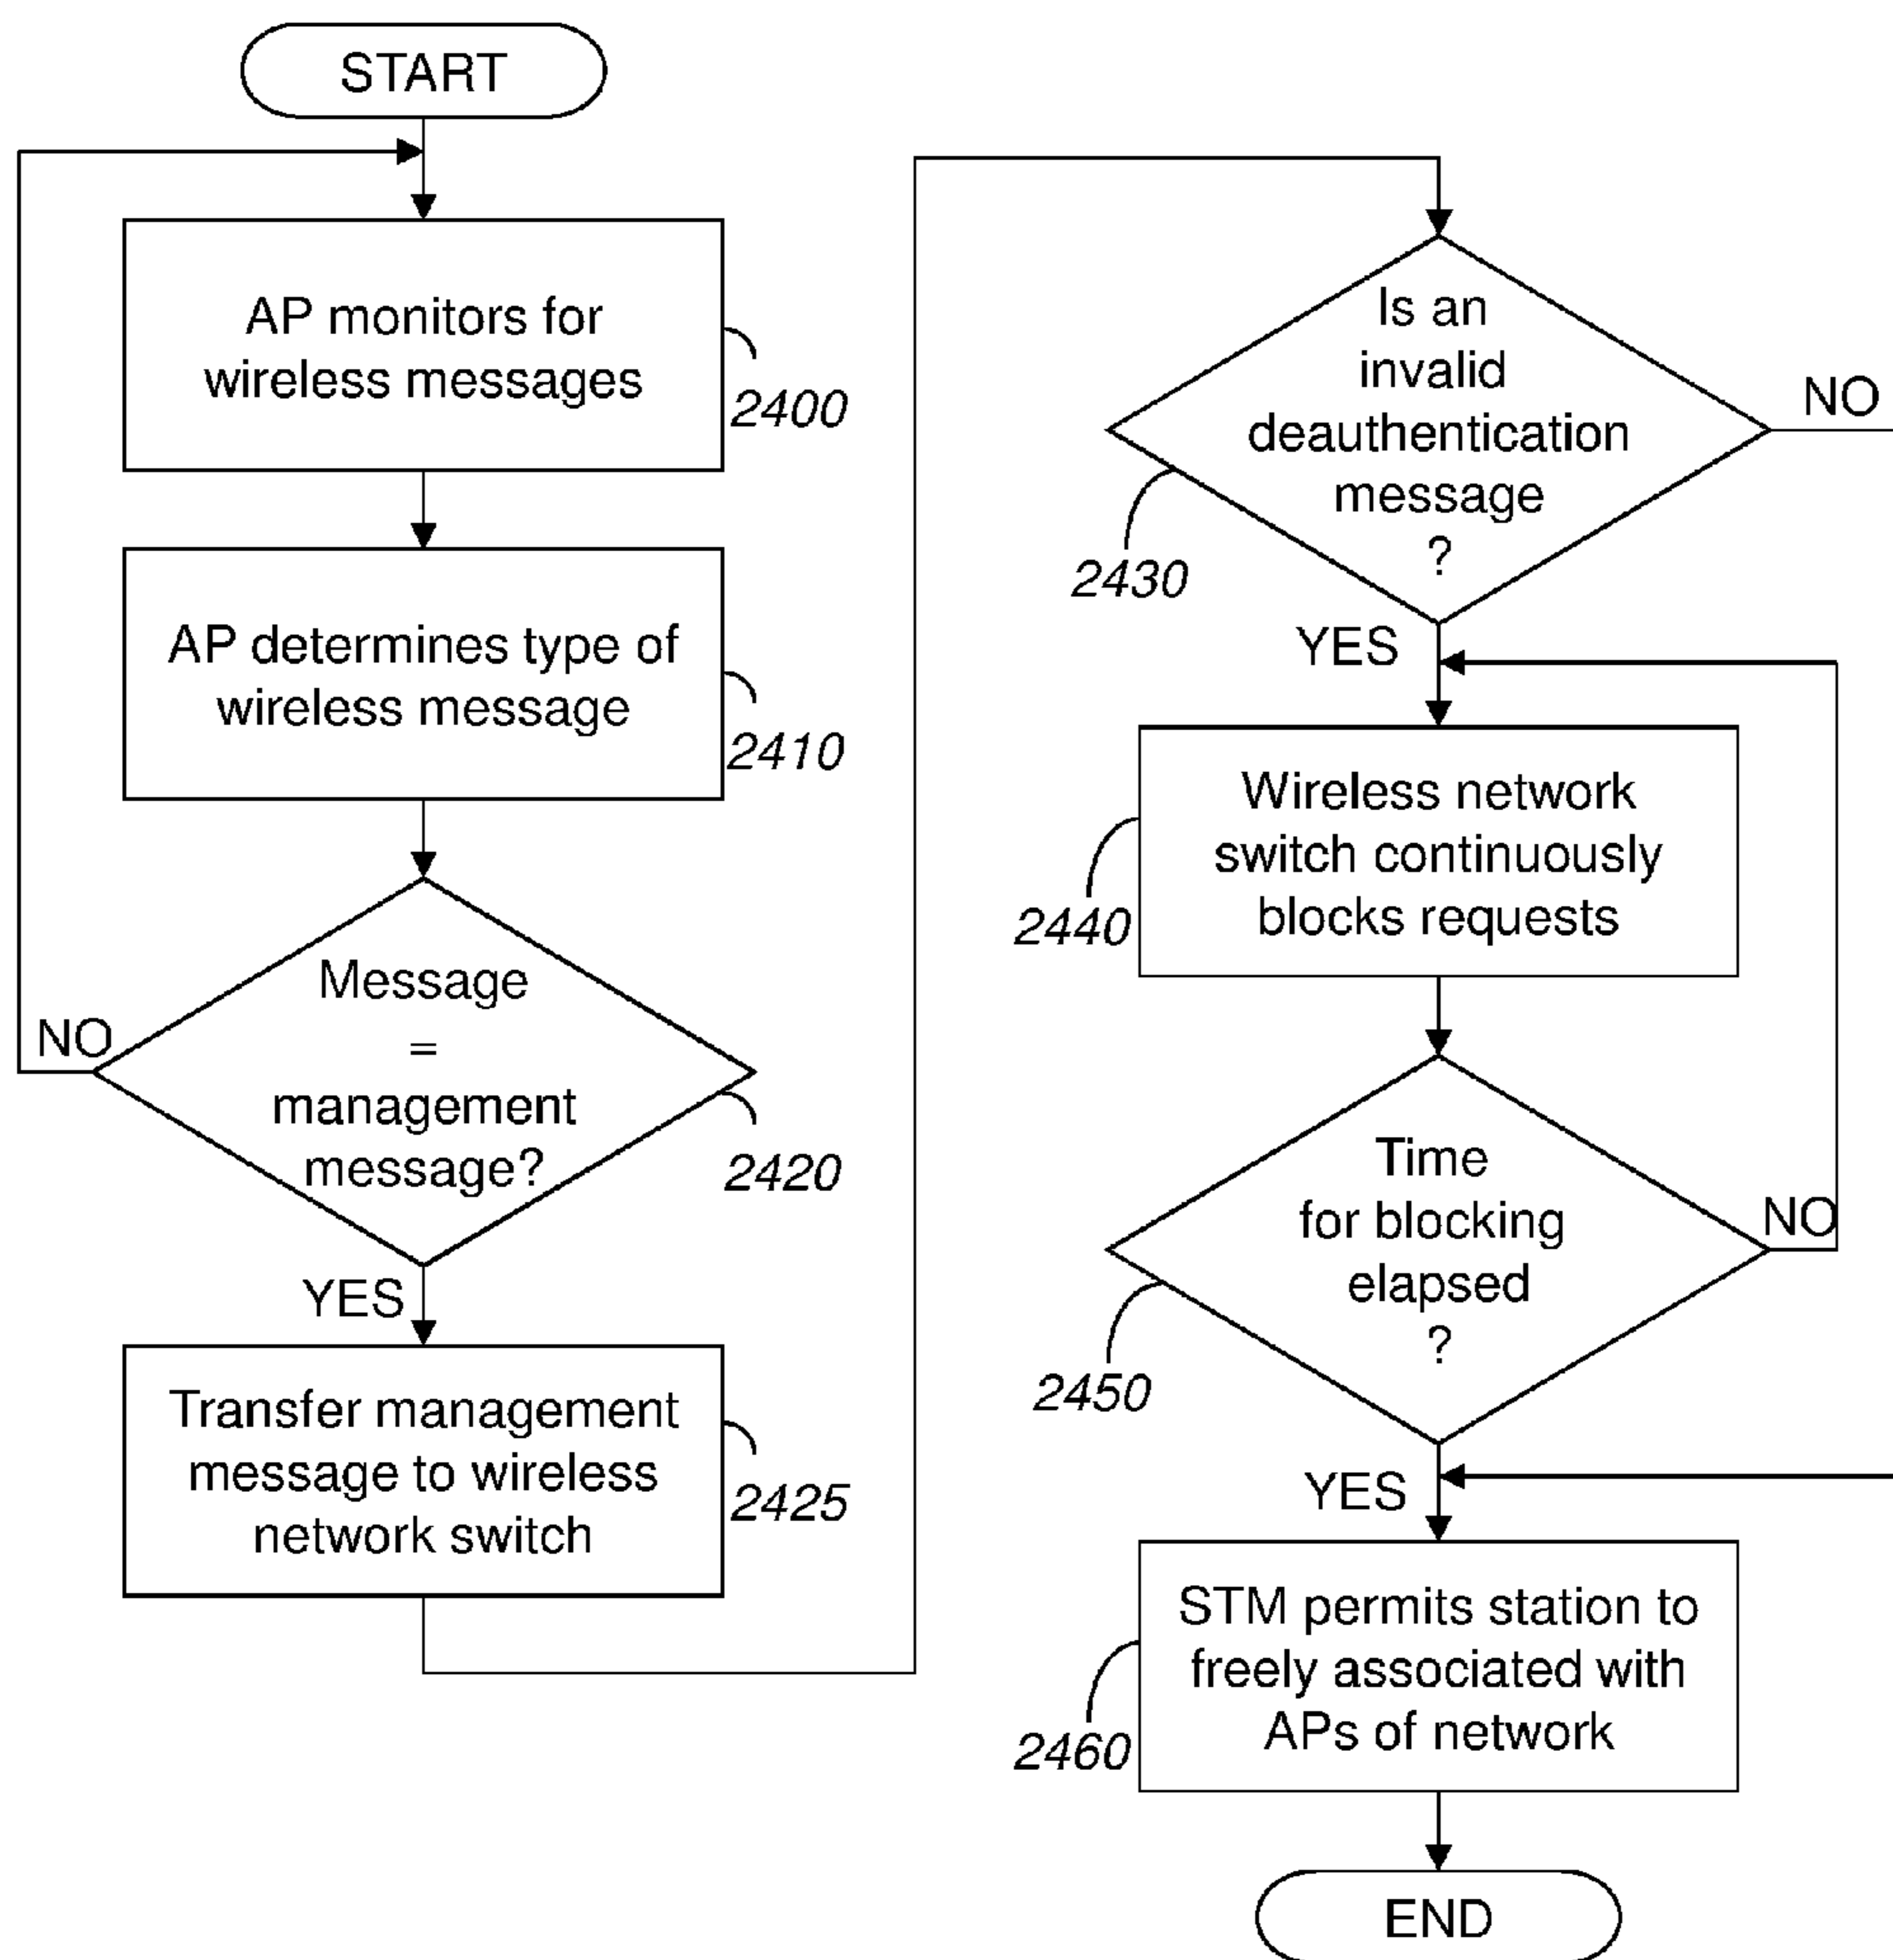 START
AP monitors for
wireless messages
2400
AP determines type of
wireless message
2410
Message
=
management
message?
2420
NO
YES
Transfer management
message to wireless
network switch
2425
Is an
invalid
deauthentication
message
?
NO
2430
YES
Wireless network
switch continuously
blocks requests
2440
Time
for blocking
elapsed
?
NO
2450
YES
STM permits station to
freely associated with
APs of network
2460
END